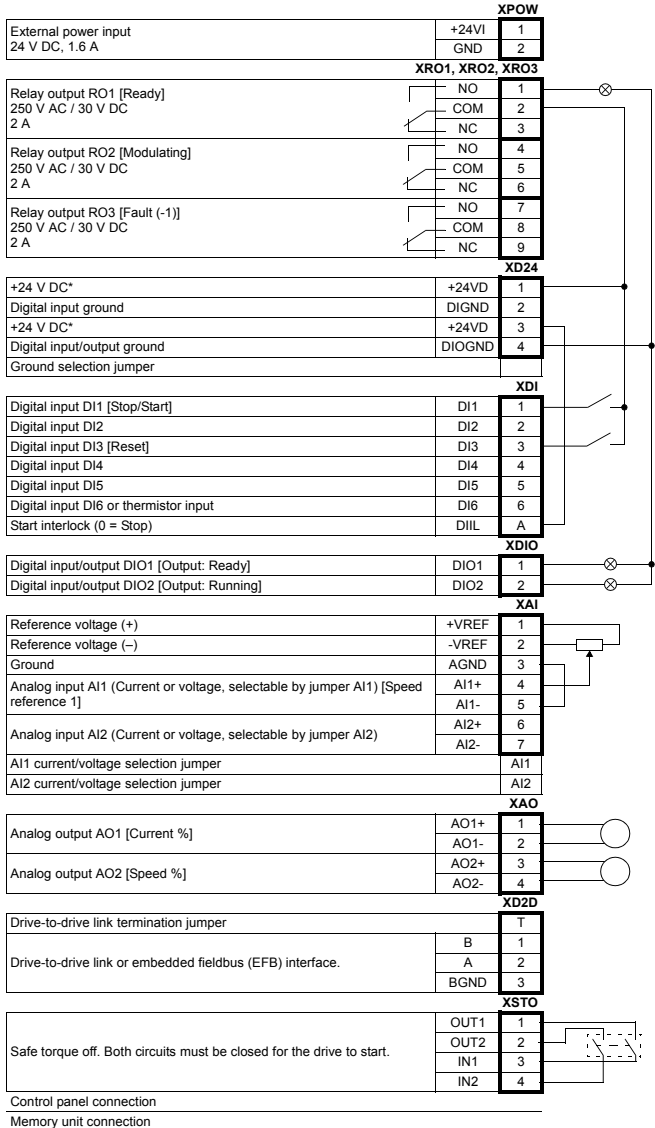 XPOW
External power input +24VI 1
24 V DC, 1.6 A GND 2
XRO1, XRO2, XRO3
Relay output RO1 [Ready] NO 1
250 V AC / 30 V DC COM 2
2 A NC 3
Relay output RO2 [Modulating] NO 4
250 V AC / 30 V DC COM 5
2 A NC 6
Relay output RO3 [Fault (-1)] NO 7
250 V AC / 30 V DC COM 8
2 A NC 9
XD24
+24 V DC* +24VD 1
Digital input ground DIGND 2
+24 V DC* +24VD 3
Digital input/output ground DIOGND 4
Ground selection jumper
XDI
Digital input DI1 [Stop/Start] DI1 1
Digital input DI2 DI2 2
Digital input DI3 [Reset] DI3 3
Digital input DI4 DI4 4
Digital input DI5 DI5 5
Digital input DI6 or thermistor input DI6 6
Start interlock (0 = Stop) DIIL A
XDIO
Digital input/output DIO1 [Output: Ready] DIO1 1
Digital input/output DIO2 [Output: Running] DIO2 2
XAI
Reference voltage (+) +VREF 1
Reference voltage (–) -VREF 2
Ground AGND 3
Analog input AI1 (Current or voltage, selectable by jumper AI1) [Speed AI1+ 4
reference 1] AI1- 5
Analog input AI2 (Current or voltage, selectable by jumper AI2) AI2+ 6
AI2- 7
AI1 current/voltage selection jumper AI1
AI2 current/voltage selection jumper AI2
XAO
Analog output AO1 [Current %] AO1+ 1
AO1- 2
Analog output AO2 [Speed %] AO2+ 3
AO2- 4
XD2D
Drive-to-drive link termination jumper T
Drive-to-drive link or embedded fieldbus (EFB) interface. B 1
A 2
BGND 3
XSTO
Safe torque off. Both circuits must be closed for the drive to start. OUT1 1
OUT2 2
IN1 3
IN2 4
Control panel connection
Memory unit connection